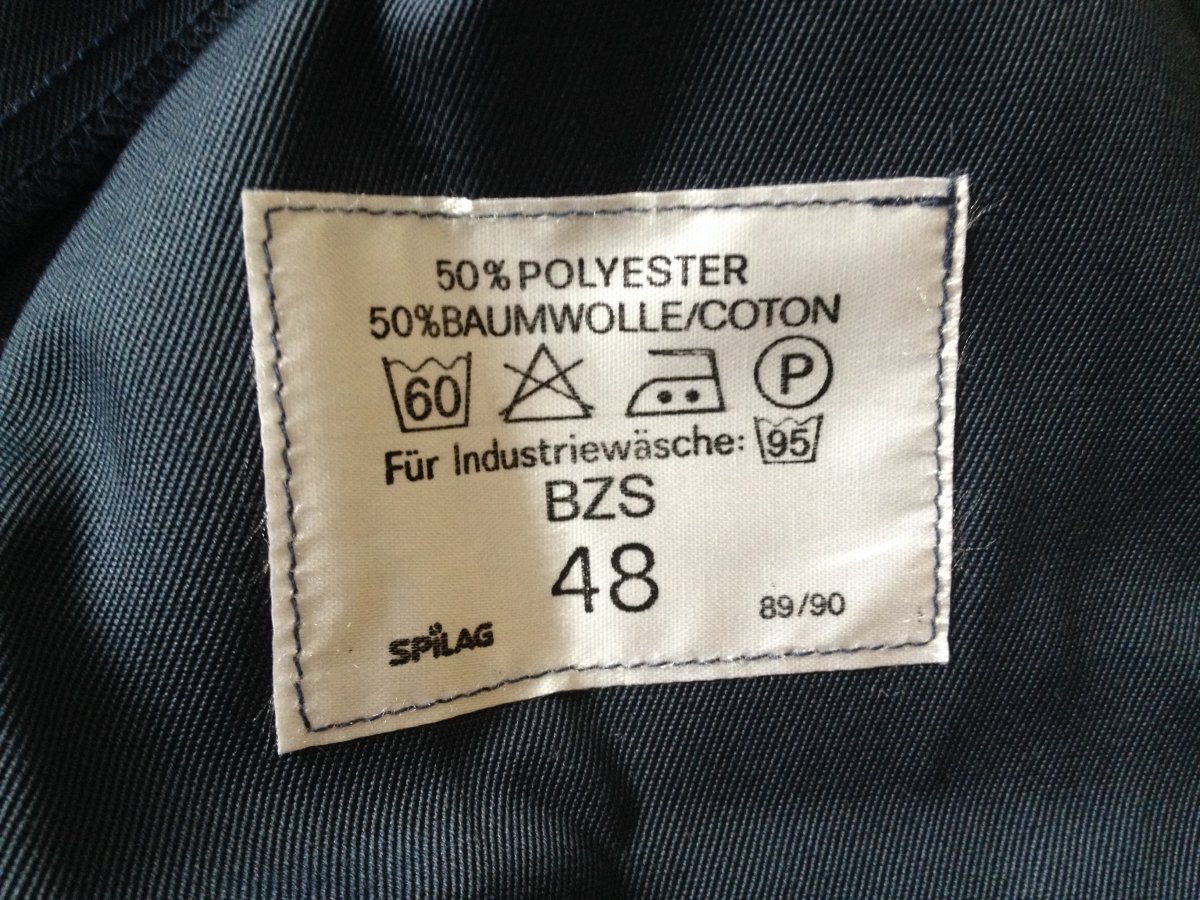 50% POLYESTER
50% BAUMWOLLE/COTON
60 P
Für Industriewäsche: 95
BZS
48
89/90
SPILAG